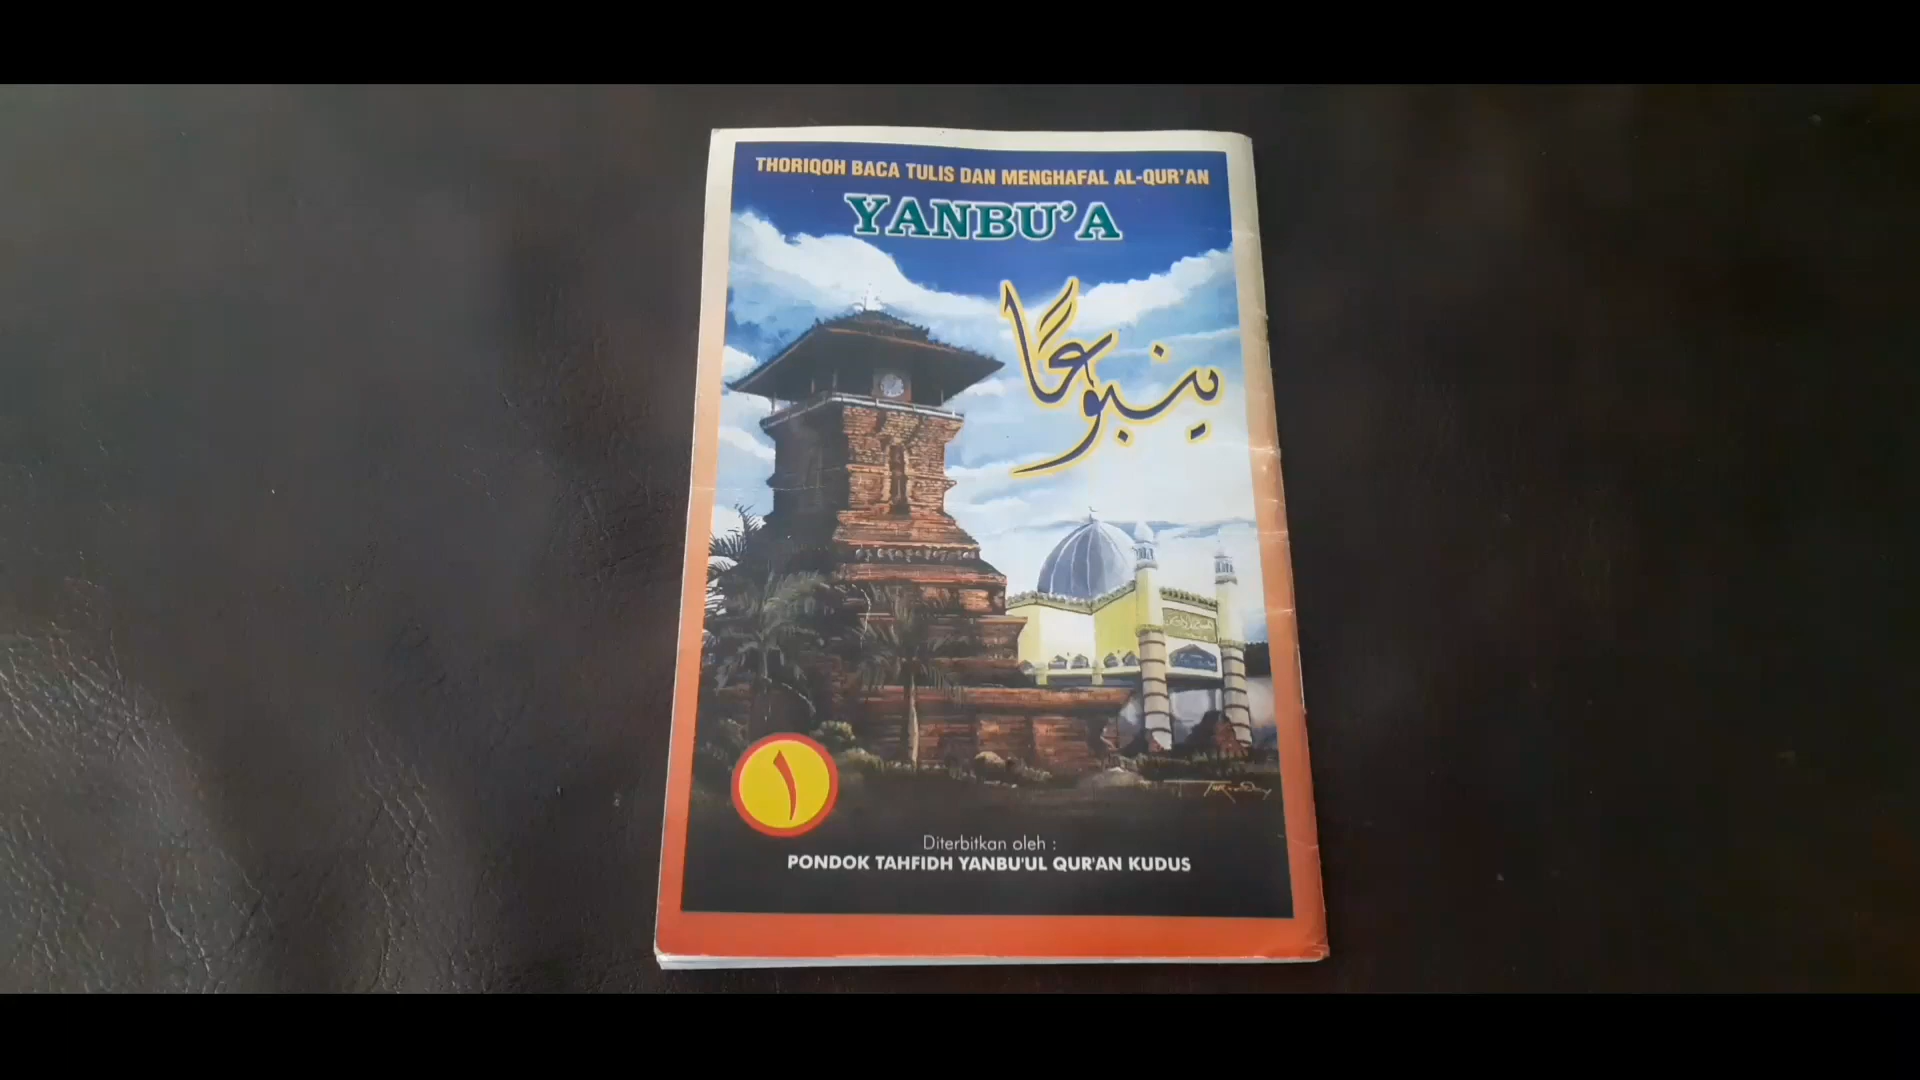 THORIQOH BACA TULIS DAN MENGHAFAL AL-QUR'AN
YANBU'A
ينبوعا
١
Diterbitkan oleh :
PONDOK TAHFIDH YANBU'UL QUR'AN KUDUS